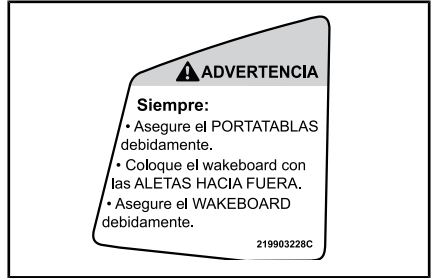 ADVERTENCIA
Siempre:
• Asegure el PORTATABLAS
debidamente.
• Coloque el wakeboard con
las ALETAS HACIA FUERA.
• Asegure el WAKEBOARD
debidamente.
219903228C